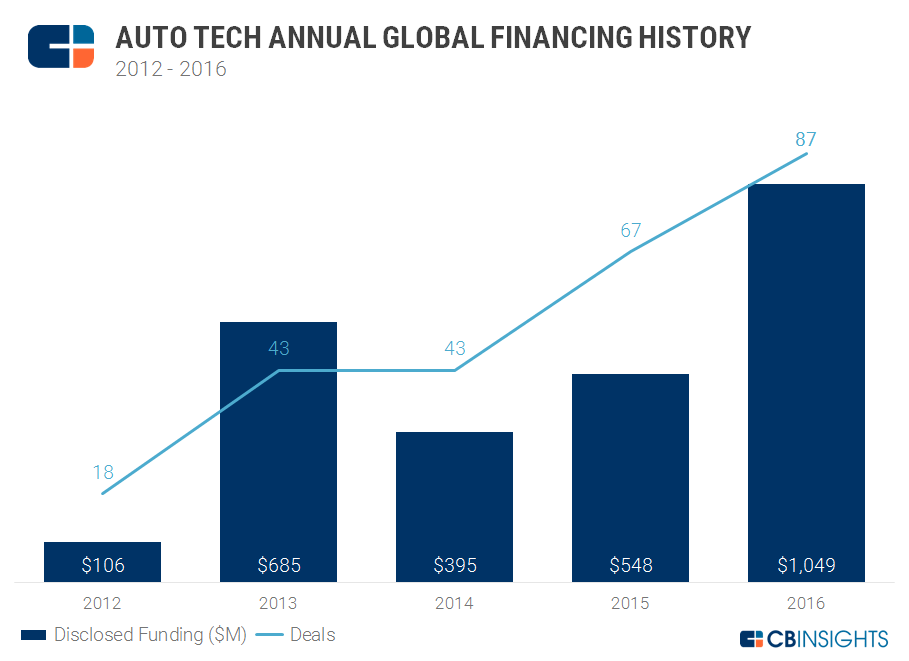 AUTO TECH ANNUAL GLOBAL FINANCING HISTORY
2012 - 2016
87
67
43 43
18
$106 $685 $395 $548 $1,049
2012 2013 2014 2015 2016
Disclosed Funding ($M) Deals
CBINSIGHTS